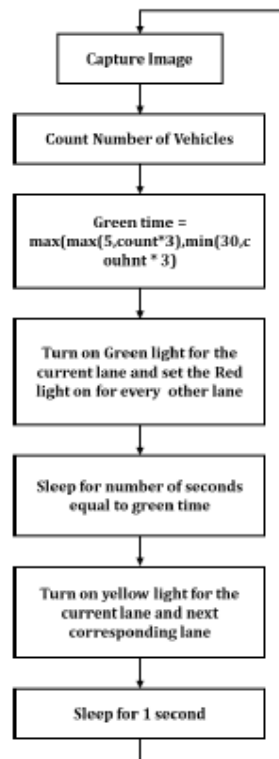 Capture Image
Count Number of Vehicles
Green time =
max(max(5,count*3),min(30,c
ouhnt * 3)
Turn on Green light for the
current lane and set the Red
light on for every other lane
Sleep for number of seconds
equal to green time
Turn on yellow light for the
current lane and next
corresponding lane
Sleep for 1 second